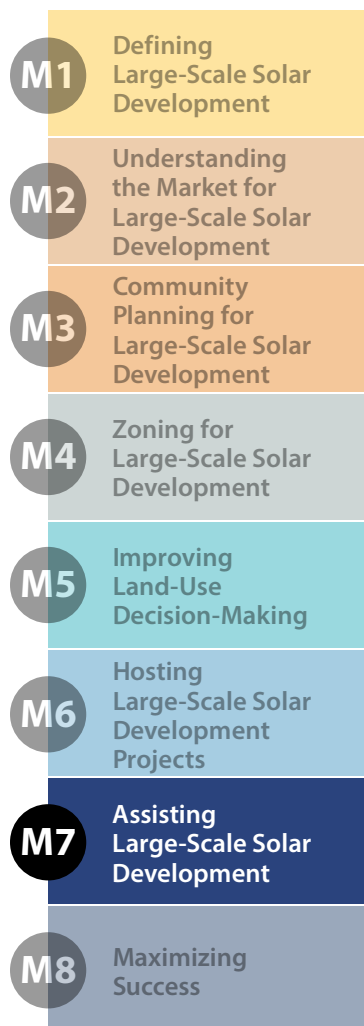 M1
Defining
Large-Scale Solar
Development
M2
Understanding
the Market for
Large-Scale Solar
Development
M3
Community
Planning for
Large-Scale Solar
Development
M4
Zoning for
Large-Scale Solar
Development
M5
Improving
Land-Use
Decision-Making
M6
Hosting
Large-Scale Solar
Development
Projects
M7
Assisting
Large-Scale Solar
Development
M8
Maximizing
Success